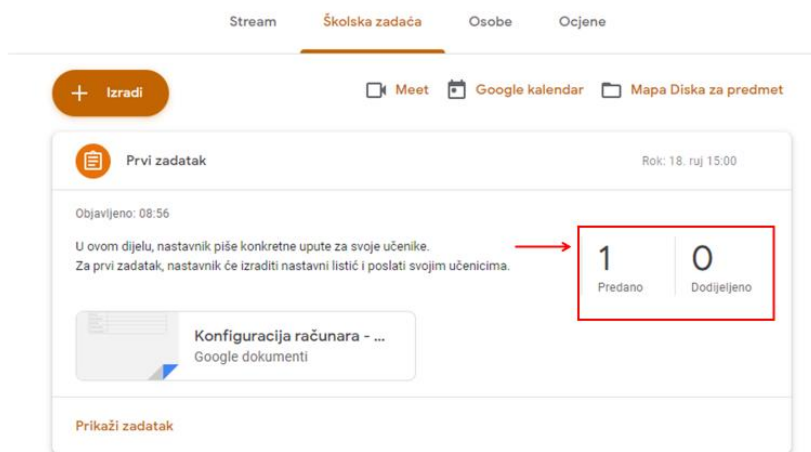 Stream Školska zadaća Osobe Ocjene
+ Izradi
Meet Google kalendar Mapa Diska za predmet
Prvi zadatak
Rok: 18. ruj 15:00
Objavljeno: 08:56
U ovom dijelu, nastavnik piše konkretne upute za svoje učenike.
Za prvi zadatak, nastavnik će izraditi nastavni listić i poslati svojim učenicima.
1 0
Predano Dodijeljeno
Konfiguracija računara - ...
Google dokumenti
Prikaži zadatak